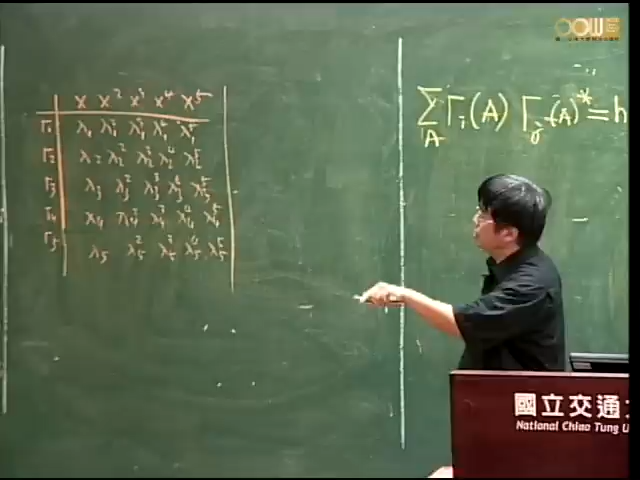 x x² x³ x⁴ x⁵
Γ₁ λ₁ λ₁² λ₁³ λ₁⁴ λ₁⁵
Γ₂ λ₂ λ₂² λ₂³ λ₂⁴ λ₂⁵
Γ₃ λ₃ λ₃² λ₃³ λ₃⁴ λ₃⁵
Γ₄ λ₄ λ₄² λ₄³ λ₄⁴ λ₄⁵
Γ₅ λ₅ λ₅² λ₅³ λ₅⁴ λ₅⁵
∑_A Γᵢ(A) Γⱼ(A)* = h
國立交通
National Chiao Tung U